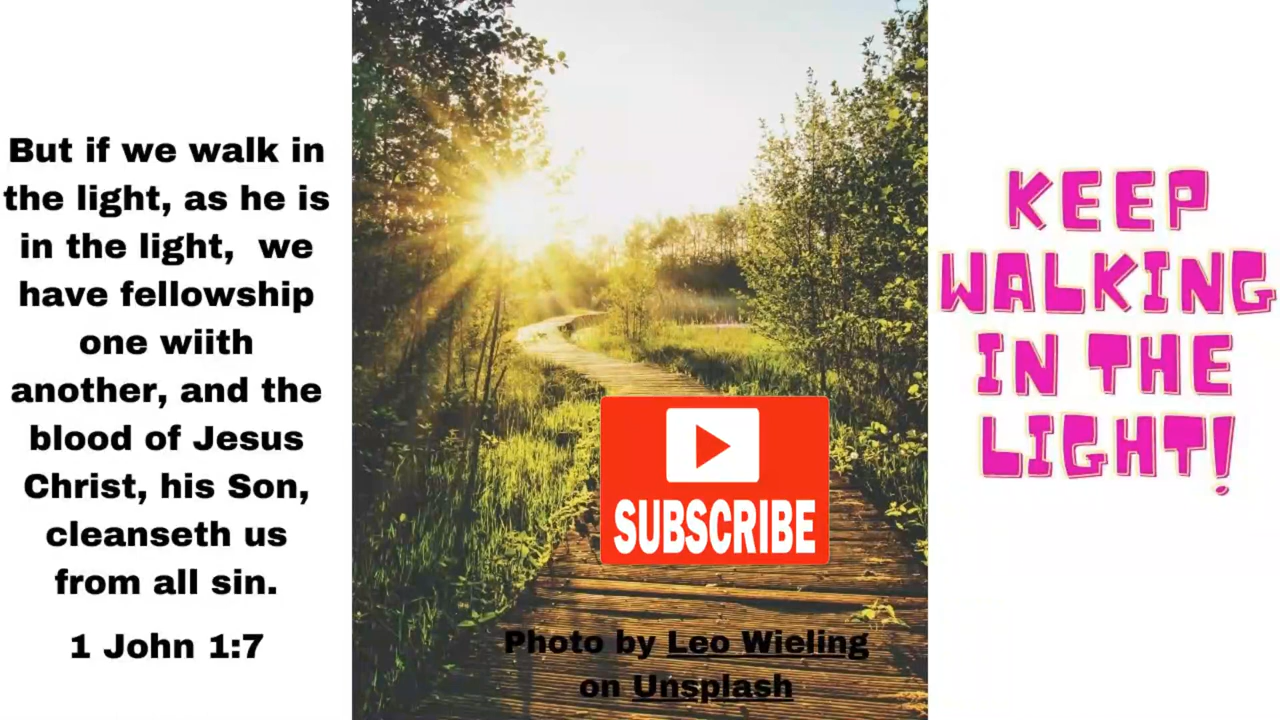 But if we walk in
the light, as he is
in the light,  we
have fellowship
one wiith
another, and the
blood of Jesus
Christ, his Son,
cleanseth us
from all sin.
1 John 1:7
SUBSCRIBE
Photo by Leo Wieling
on Unsplash
KEEP
WALKING
IN THE
LIGHT!